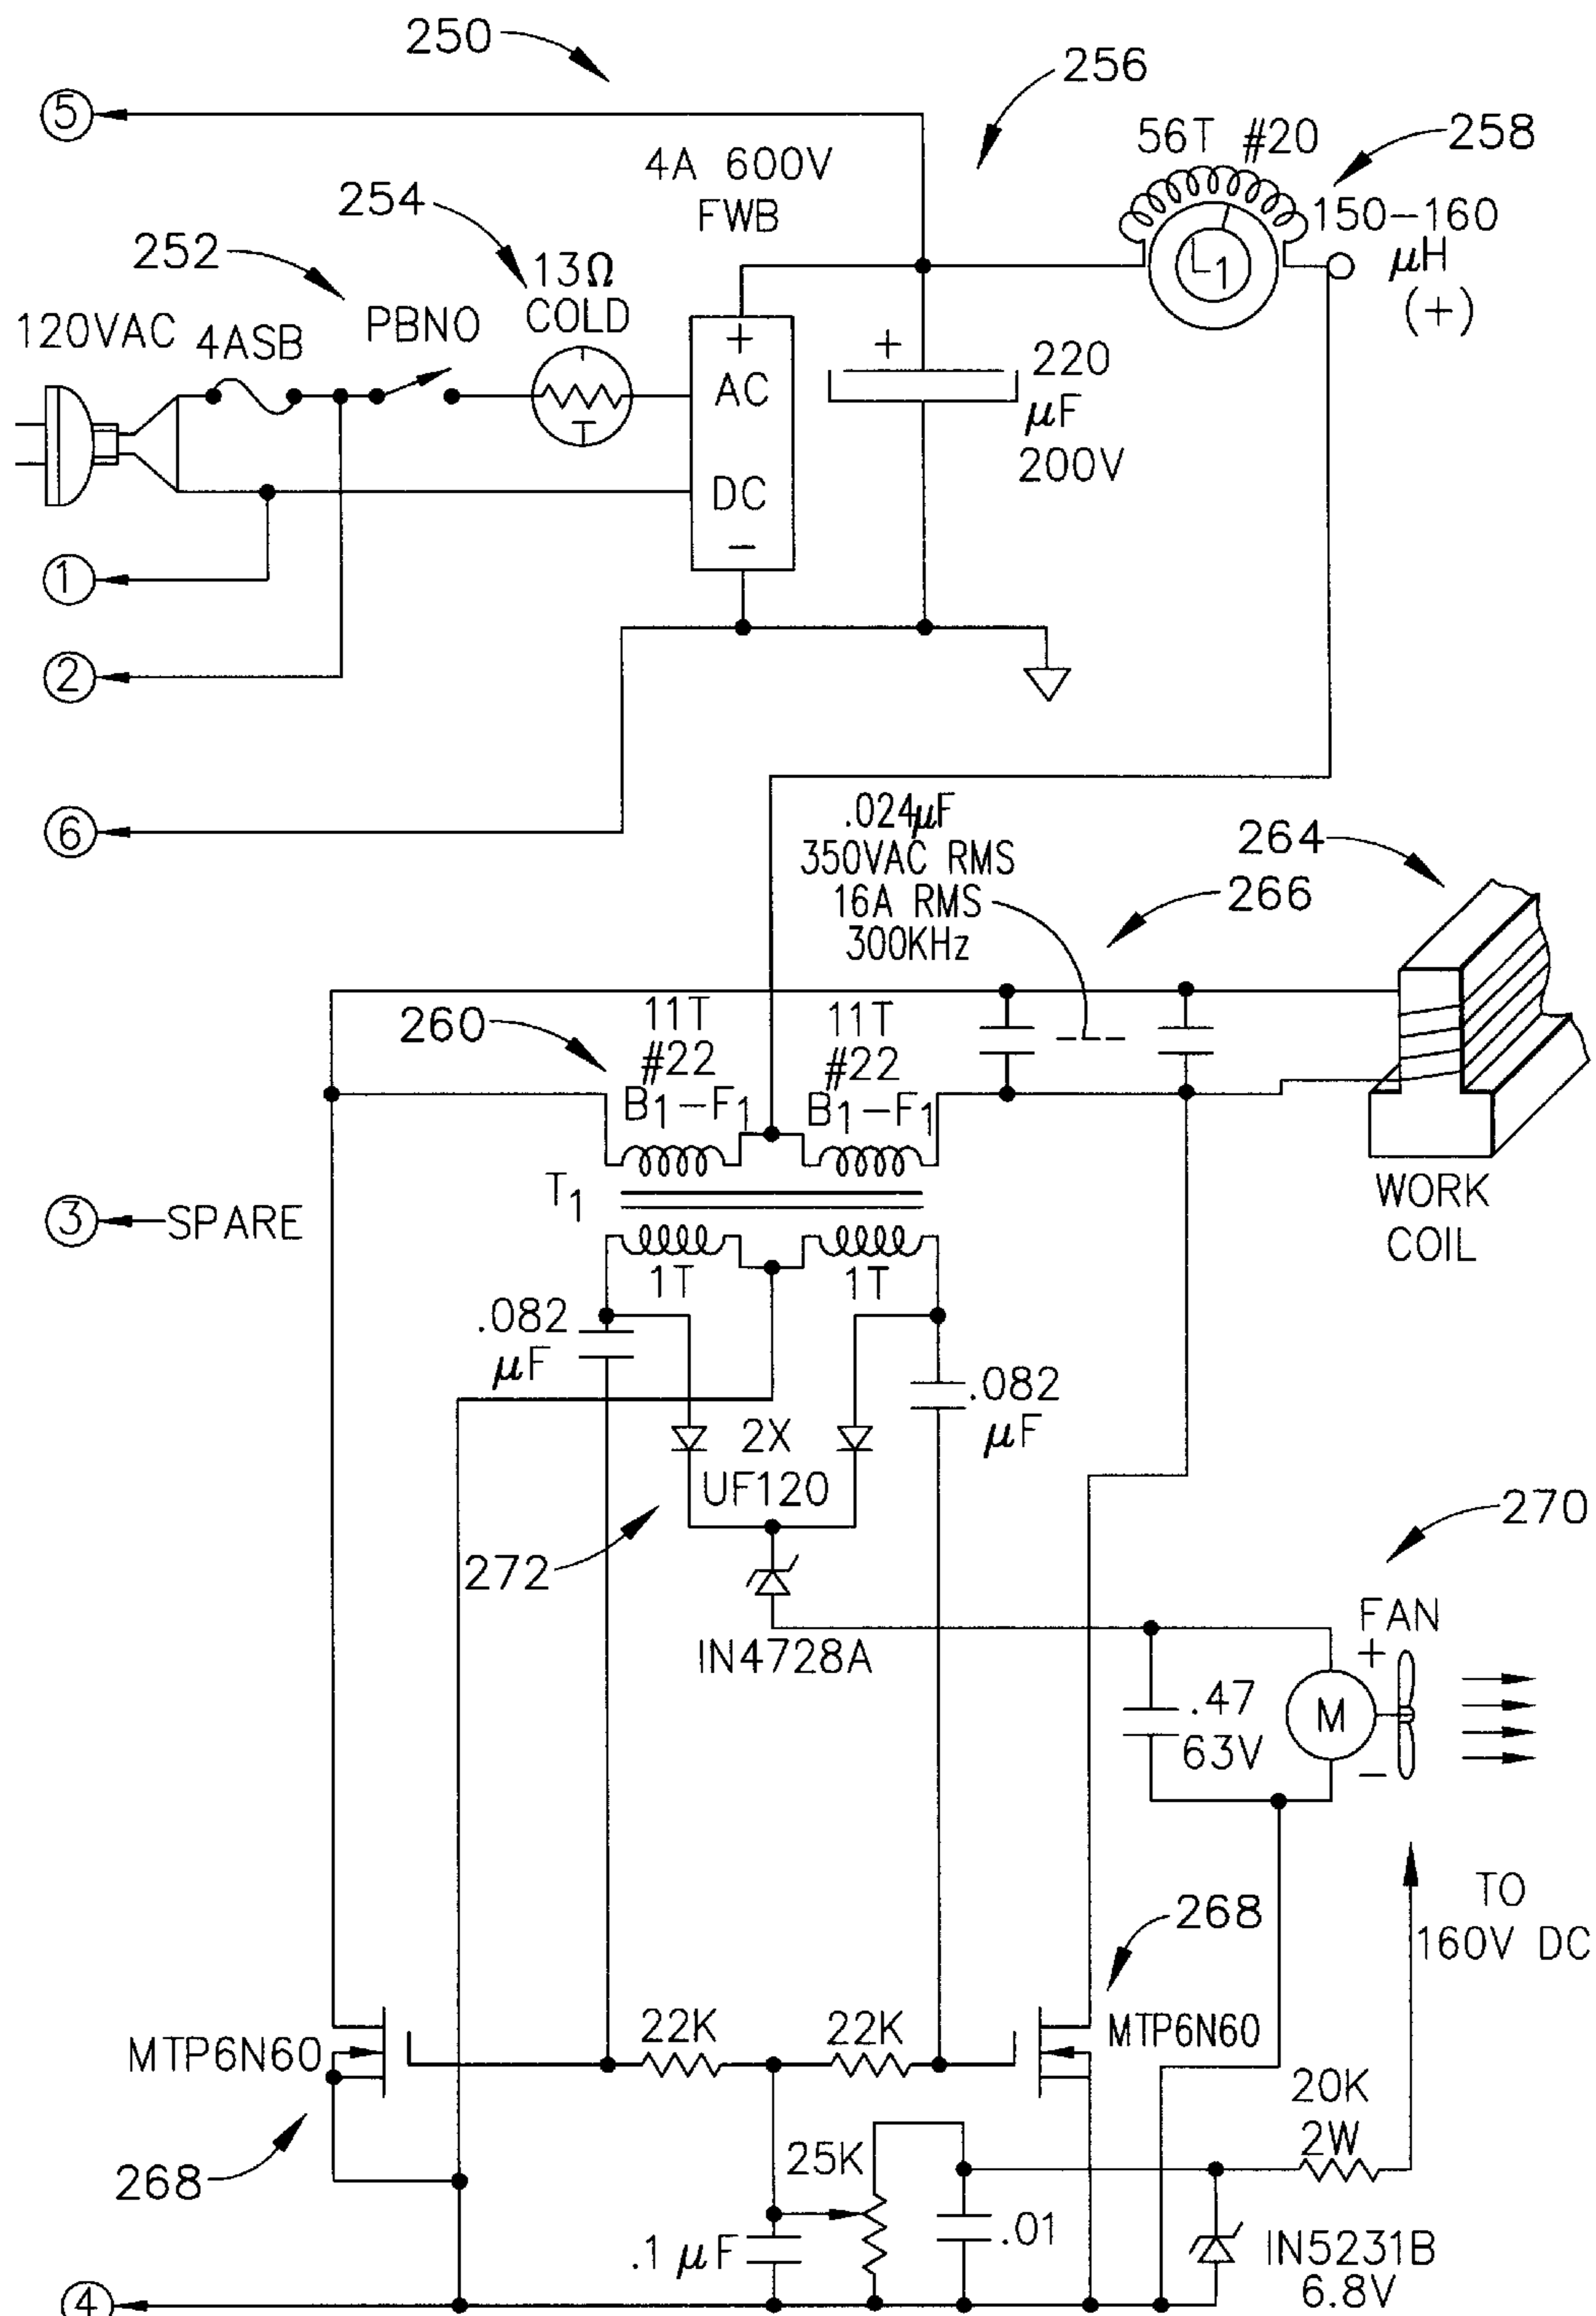 250
256
5
56T #20
258
4A 600V
FWB
254
150-160
µH
(+)
L1
252
13Ω
COLD
120VAC
4ASB
PBNO
+
AC
DC
-
+
220
µF
200V
T
1
2
6
.024µF
350VAC RMS
16A RMS
300KHz
264
266
260
11T
#22
B1-F1
11T
#22
B1-F1
T1
WORK
COIL
3
SPARE
1T
1T
.082
µF
.082
µF
2X
UF120
272
270
IN4728A
FAN
+
M
-
.47
63V
268
TO
160V DC
22K
22K
MTP6N60
MTP6N60
20K
2W
268
25K
.1 µF
.01
IN5231B
6.8V
4